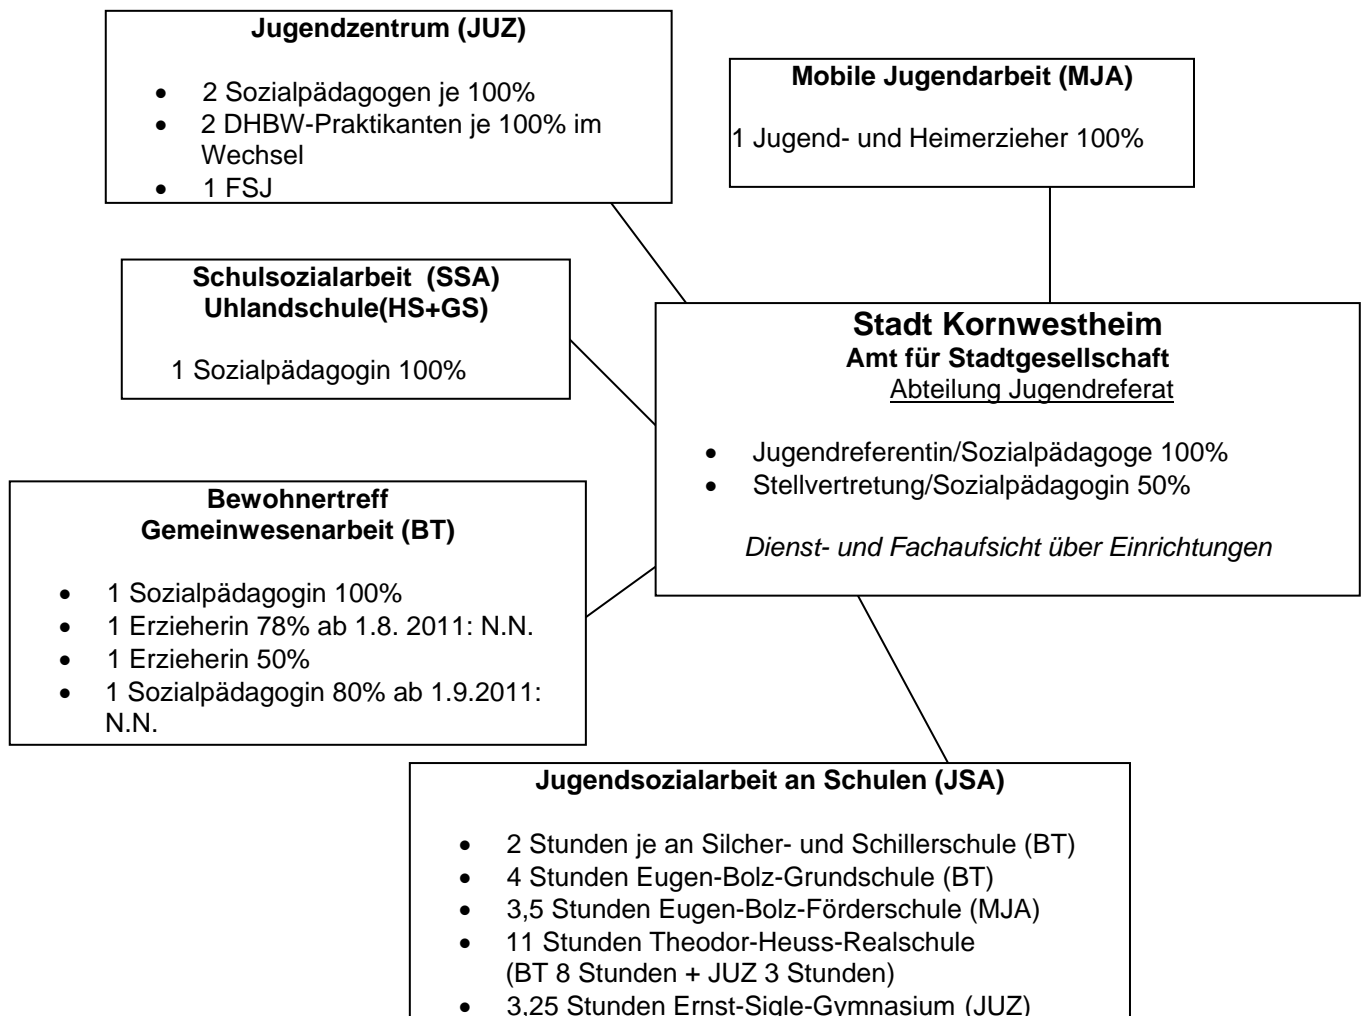 Jugendzentrum (JUZ)
• 2 Sozialpädagogen je 100%
• 2 DHBW-Praktikanten je 100% im
Wechsel
• 1 FSJ
Mobile Jugendarbeit (MJA)
1 Jugend- und Heimerzieher 100%
Schulsozialarbeit (SSA)
Uhlandschule(HS+GS)
1 Sozialpädagogin 100%
Stadt Kornwestheim
Amt für Stadtgesellschaft
Abteilung Jugendreferat
• Jugendreferentin/Sozialpädagoge 100%
• Stellvertretung/Sozialpädagogin 50%
Dienst- und Fachaufsicht über Einrichtungen
Bewohnertreff
Gemeinwesenarbeit (BT)
• 1 Sozialpädagogin 100%
• 1 Erzieherin 78% ab 1.8. 2011: N.N.
• 1 Erzieherin 50%
• 1 Sozialpädagogin 80% ab 1.9.2011:
N.N.
Jugendsozialarbeit an Schulen (JSA)
• 2 Stunden je an Silcher- und Schillerschule (BT)
• 4 Stunden Eugen-Bolz-Grundschule (BT)
• 3,5 Stunden Eugen-Bolz-Förderschule (MJA)
• 11 Stunden Theodor-Heuss-Realschule
(BT 8 Stunden + JUZ 3 Stunden)
• 3,25 Stunden Ernst-Sigle-Gymnasium (JUZ)